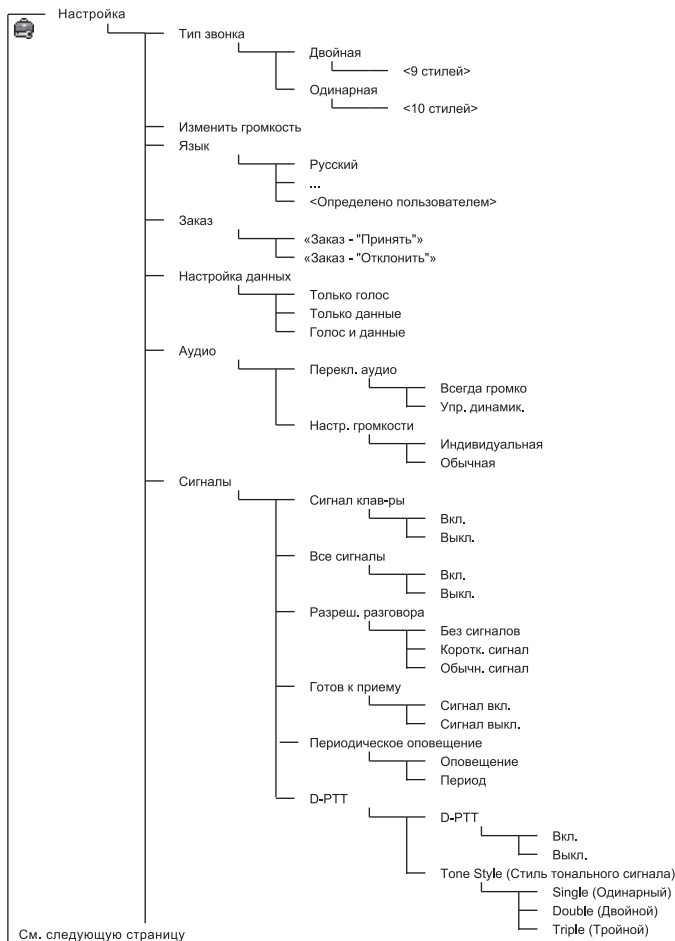 Настройка
Тип звонка
Двойная
<9 стилей>
Одинарная
<10 стилей>
Изменить громкость
Язык
Русский
...
<Определено пользователем>
Заказ
«Заказ - "Принять"»
«Заказ - "Отклонить"»
Настройка данных
Только голос
Только данные
Голос и данные
Аудио
Перекл. аудио
Всегда громко
Упр. динамик.
Настр. громкости
Индивидуальная
Обычная
Сигналы
Сигнал клав-ры
Вкл.
Выкл.
Все сигналы
Вкл.
Выкл.
Разреш. разговора
Без сигналов
Коротк. сигнал
Обычн. сигнал
Готов к приему
Сигнал вкл.
Сигнал выкл.
Периодическое оповещение
Оповещение
Период
D-PTT
D-PTT
Вкл.
Выкл.
Tone Style (Стиль тонального сигнала)
Single (Одинарный)
Double (Двойной)
Triple (Тройной)
См. следующую страницу